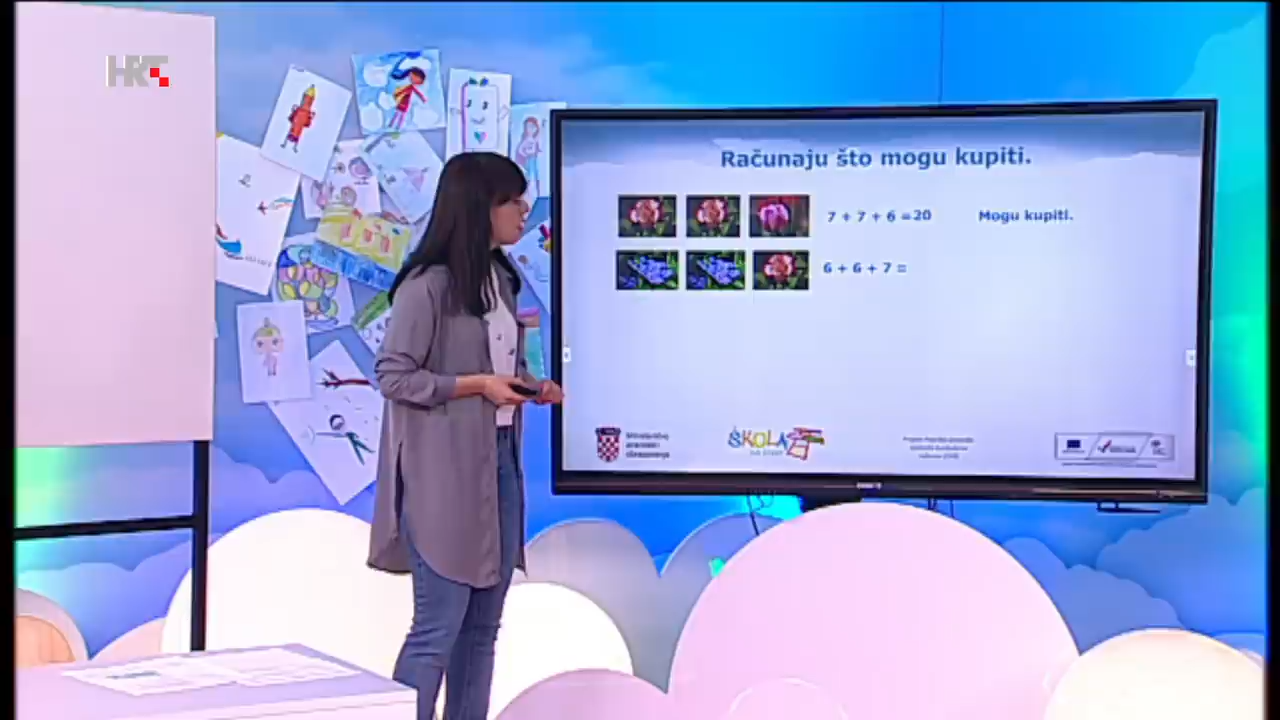 HRT
Računaju što mogu kupiti.
7 + 7 + 6 =20 Mogu kupiti.
6 + 6 + 7 =
ŠKOLA